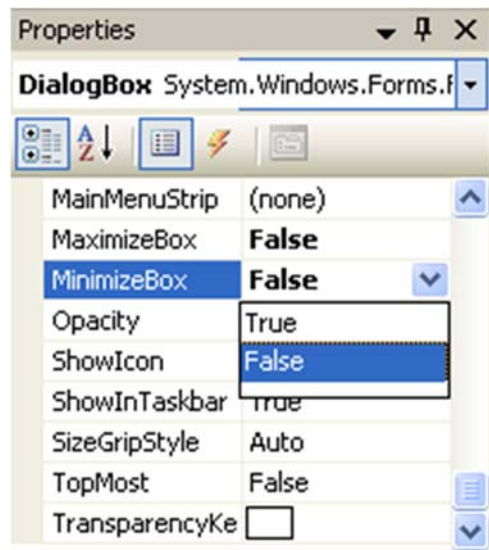 Properties
DialogBox System.Windows.Forms.F
A
Z
MainMenuStrip (none)
MaximizeBox False
MinimizeBox False
Opacity True
ShowIcon False
ShowInTaskbar True
SizeGripStyle Auto
TopMost False
TransparencyKe